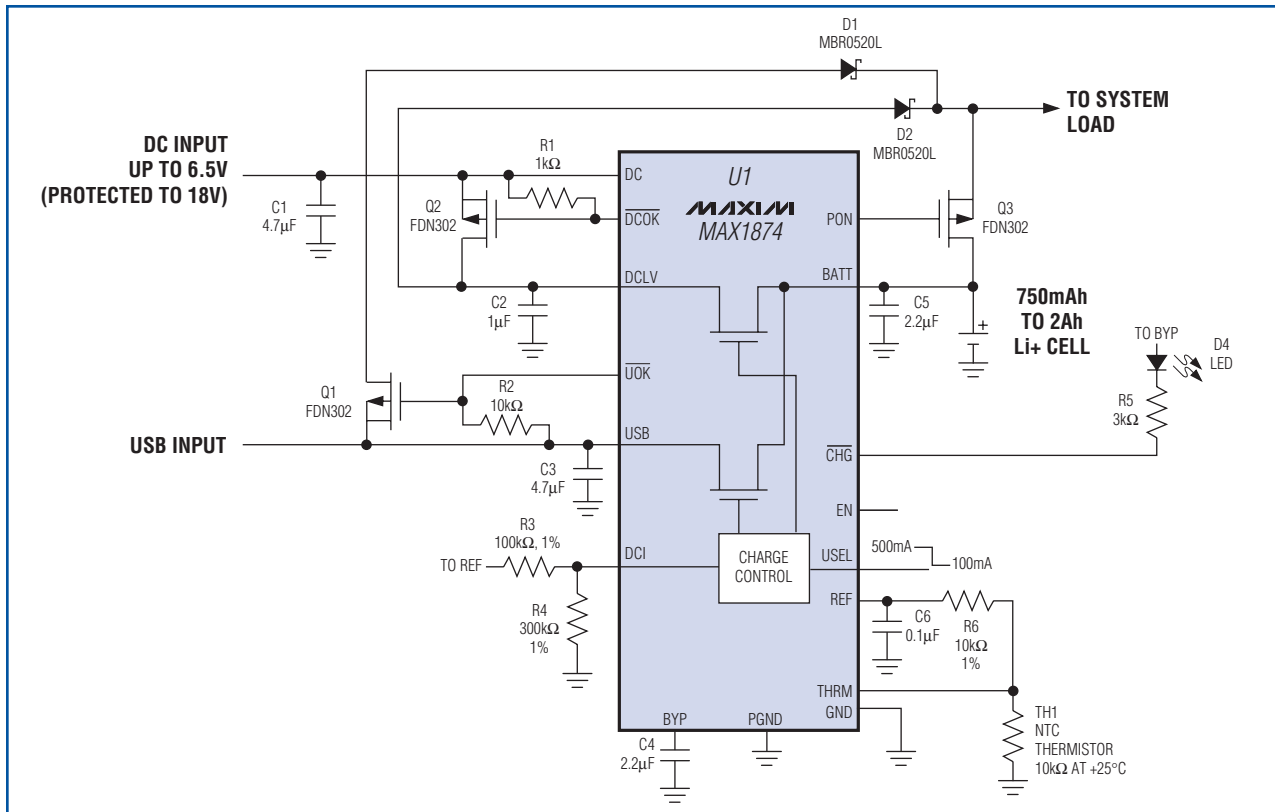 D1
MBR0520L
TO SYSTEM
LOAD
D2
MBR0520L
DC INPUT
UP TO 6.5V
(PROTECTED TO 18V)
R1
1kΩ
C1
4.7µF
Q2
FDN302
DC
U1
MAXIM
MAX1874
DCOK
PON
Q3
FDN302
DCLV
BATT
C2
1µF
C5
2.2µF
750mAh
TO 2Ah
Li+ CELL
+
TO BYP
D4
LED
UOK
R2
10kΩ
Q1
FDN302
R5
3kΩ
USB INPUT
USB
CHG
C3
4.7µF
EN
R3
100kΩ, 1%
TO REF
DCI
CHARGE
CONTROL
USEL
500mA
100mA
REF
R4
300kΩ
1%
C6
0.1µF
R6
10kΩ
1%
THRM
GND
BYP
PGND
C4
2.2µF
TH1
NTC
THERMISTOR
10kΩ AT +25°C